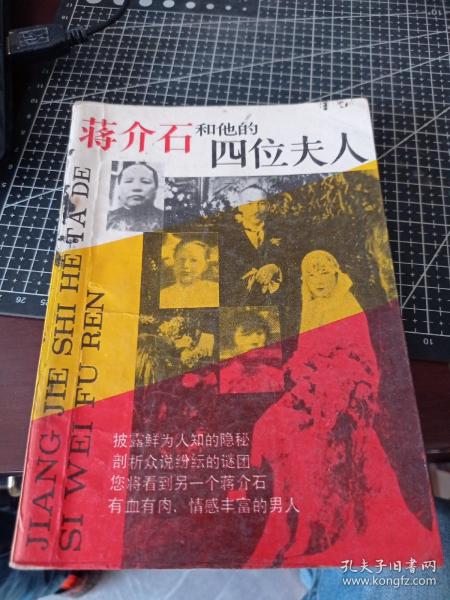 蒋介石和他的
四位夫人
JIANG JIE SHI HE TA DE
SI WEI FU REN
披露鲜为人知的隐秘
剖析众说纷纭的谜团
您将看到另一个蒋介石
有血有肉、情感丰富的男人
孔夫子旧书网
www.kongfz.com